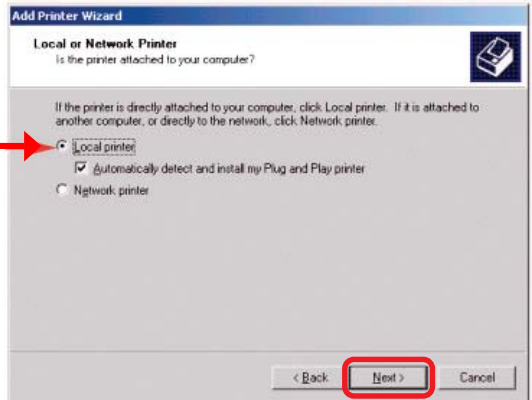 Add Printer Wizard
Local or Network Printer
Is the printer attached to your computer?
If the printer is directly attached to your computer, click Local printer. If it is attached to
another computer, or directly to the network, click Network printer.
Local printer
Automatically detect and install my Plug and Play printer
Network printer
< Back Next > Cancel